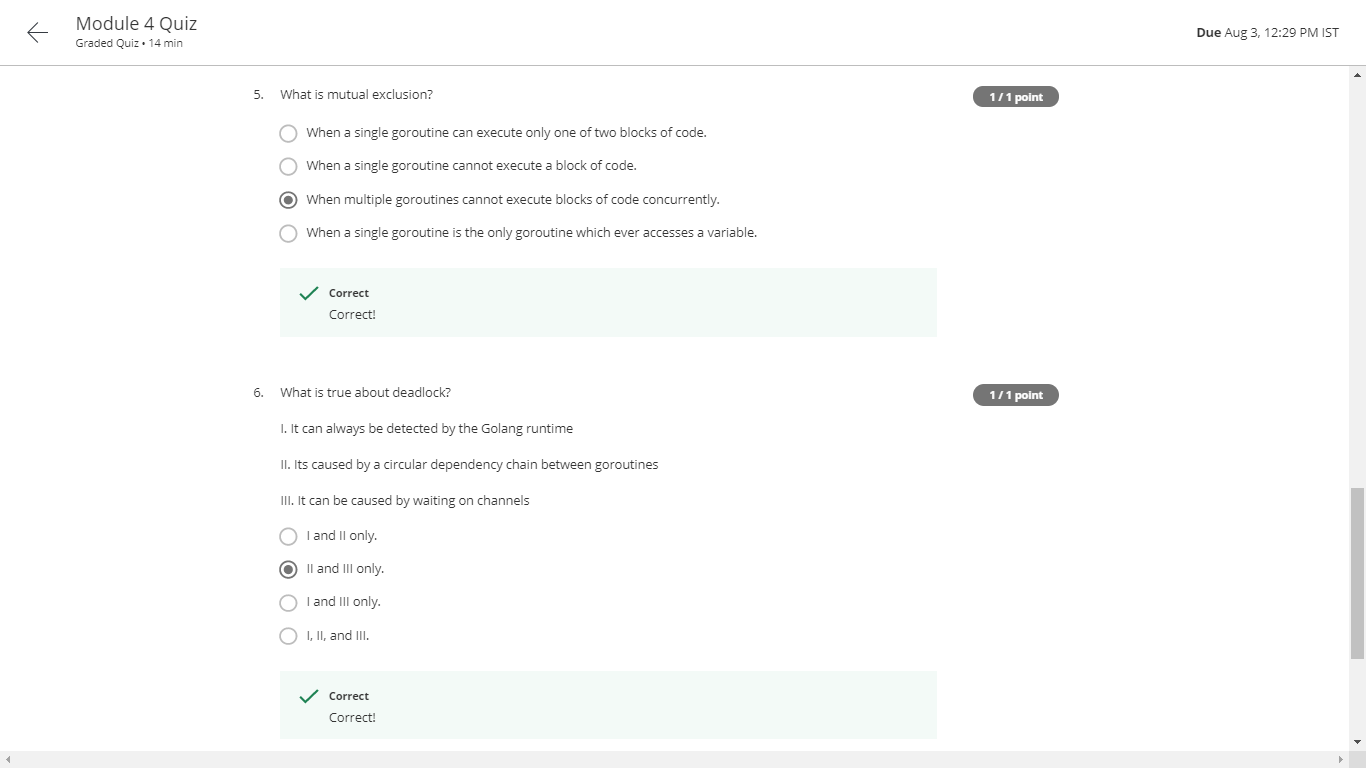 Module 4 Quiz
Graded Quiz • 14 min
Due Aug 3, 12:29 PM IST
5. What is mutual exclusion?
1 / 1 point
When a single goroutine can execute only one of two blocks of code.
When a single goroutine cannot execute a block of code.
When multiple goroutines cannot execute blocks of code concurrently.
When a single goroutine is the only goroutine which ever accesses a variable.
Correct
Correct!
6. What is true about deadlock?
1 / 1 point
I. It can always be detected by the Golang runtime
II. Its caused by a circular dependency chain between goroutines
III. It can be caused by waiting on channels
I and II only.
II and III only.
I and III only.
I, II, and III.
Correct
Correct!